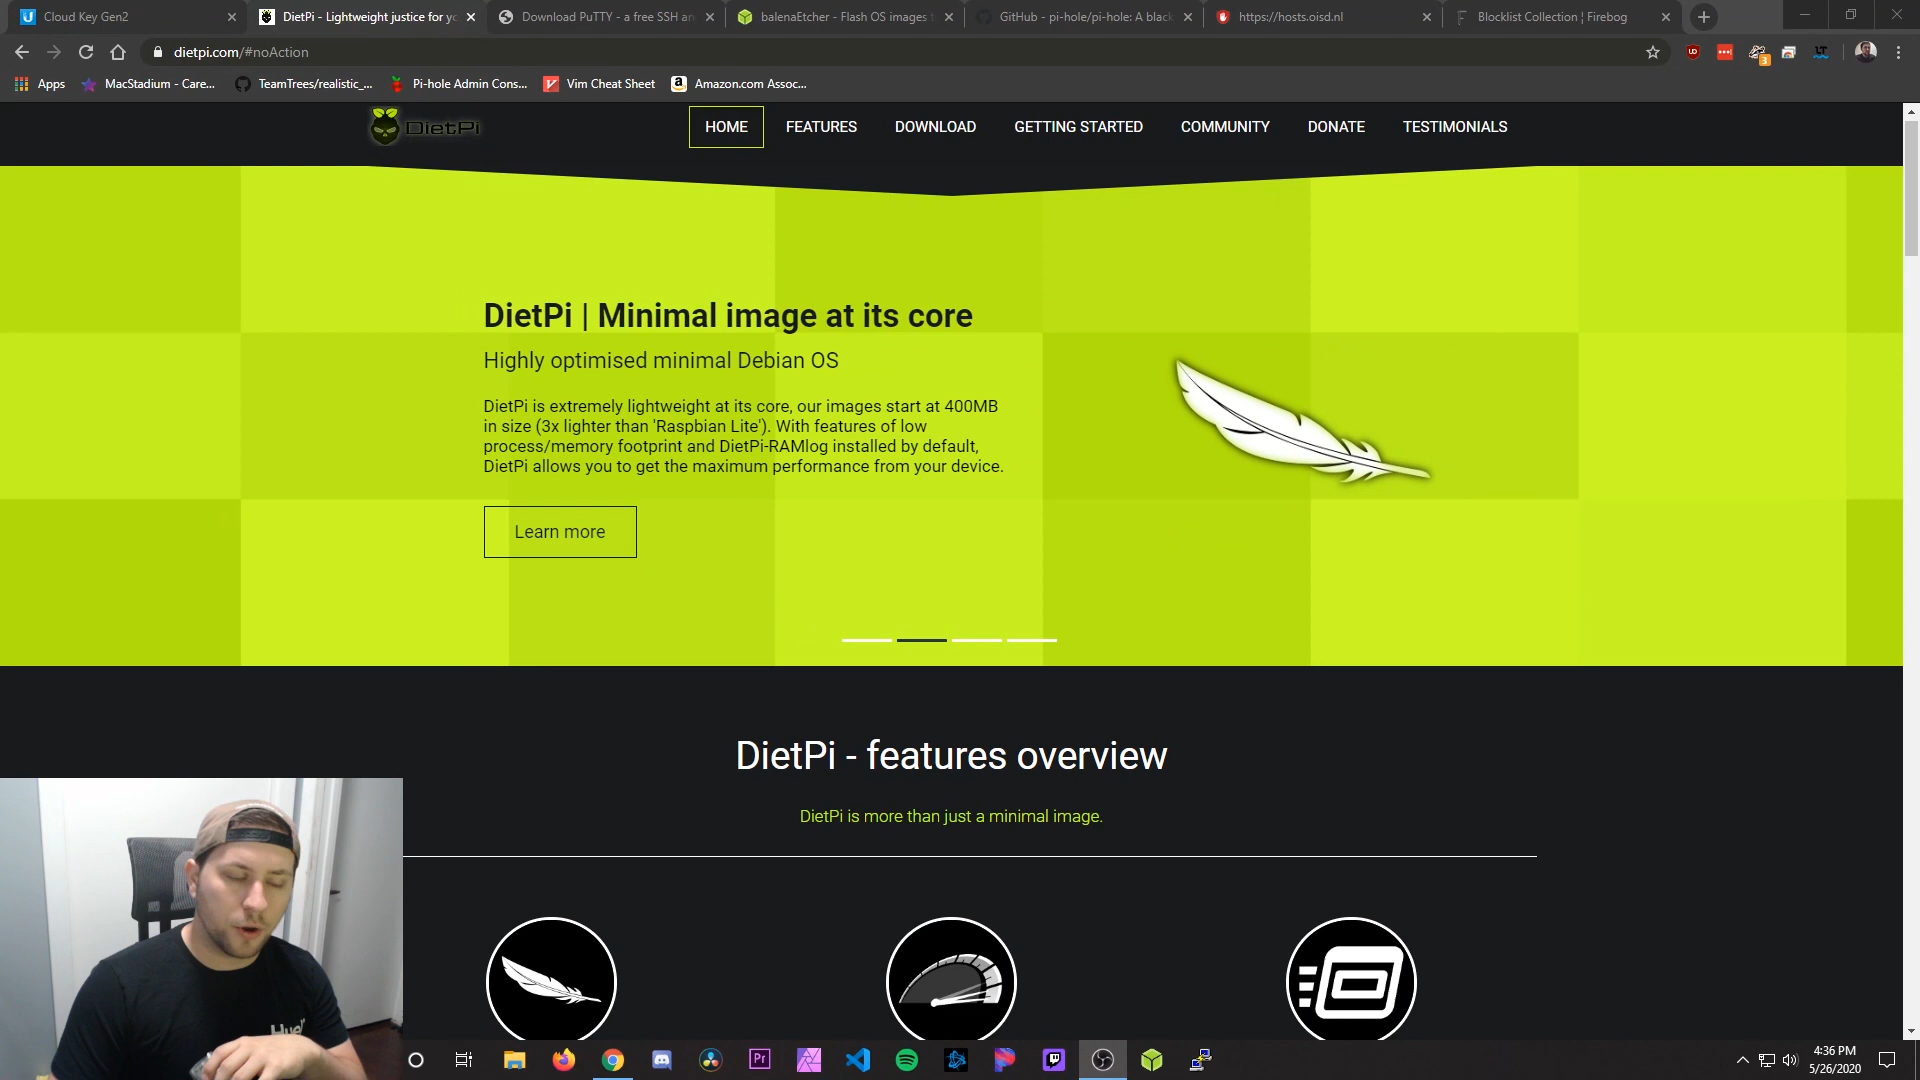 Cloud Key Gen2
DietPi - Lightweight justice for yo
Download PuTTY - a free SSH an
balenaEtcher - Flash OS images t
GitHub - pi-hole/pi-hole: A black
https://hosts.oisd.nl
Blocklist Collection | Firebog
dietpi.com/#noAction
3
Apps
MacStadium - Care...
TeamTrees/realistic_...
Pi-hole Admin Cons...
Vim Cheat Sheet
Amazon.com Assoc...
DietPi
HOME
FEATURES
DOWNLOAD
GETTING STARTED
COMMUNITY
DONATE
TESTIMONIALS
DietPi | Minimal image at its core
Highly optimised minimal Debian OS
DietPi is extremely lightweight at its core, our images start at 400MB
in size (3x lighter than 'Raspbian Lite'). With features of low
process/memory footprint and DietPi-RAMlog installed by default,
DietPi allows you to get the maximum performance from your device.
Learn more
DietPi - features overview
DietPi is more than just a minimal image.
Pr
4:36 PM
5/26/2020